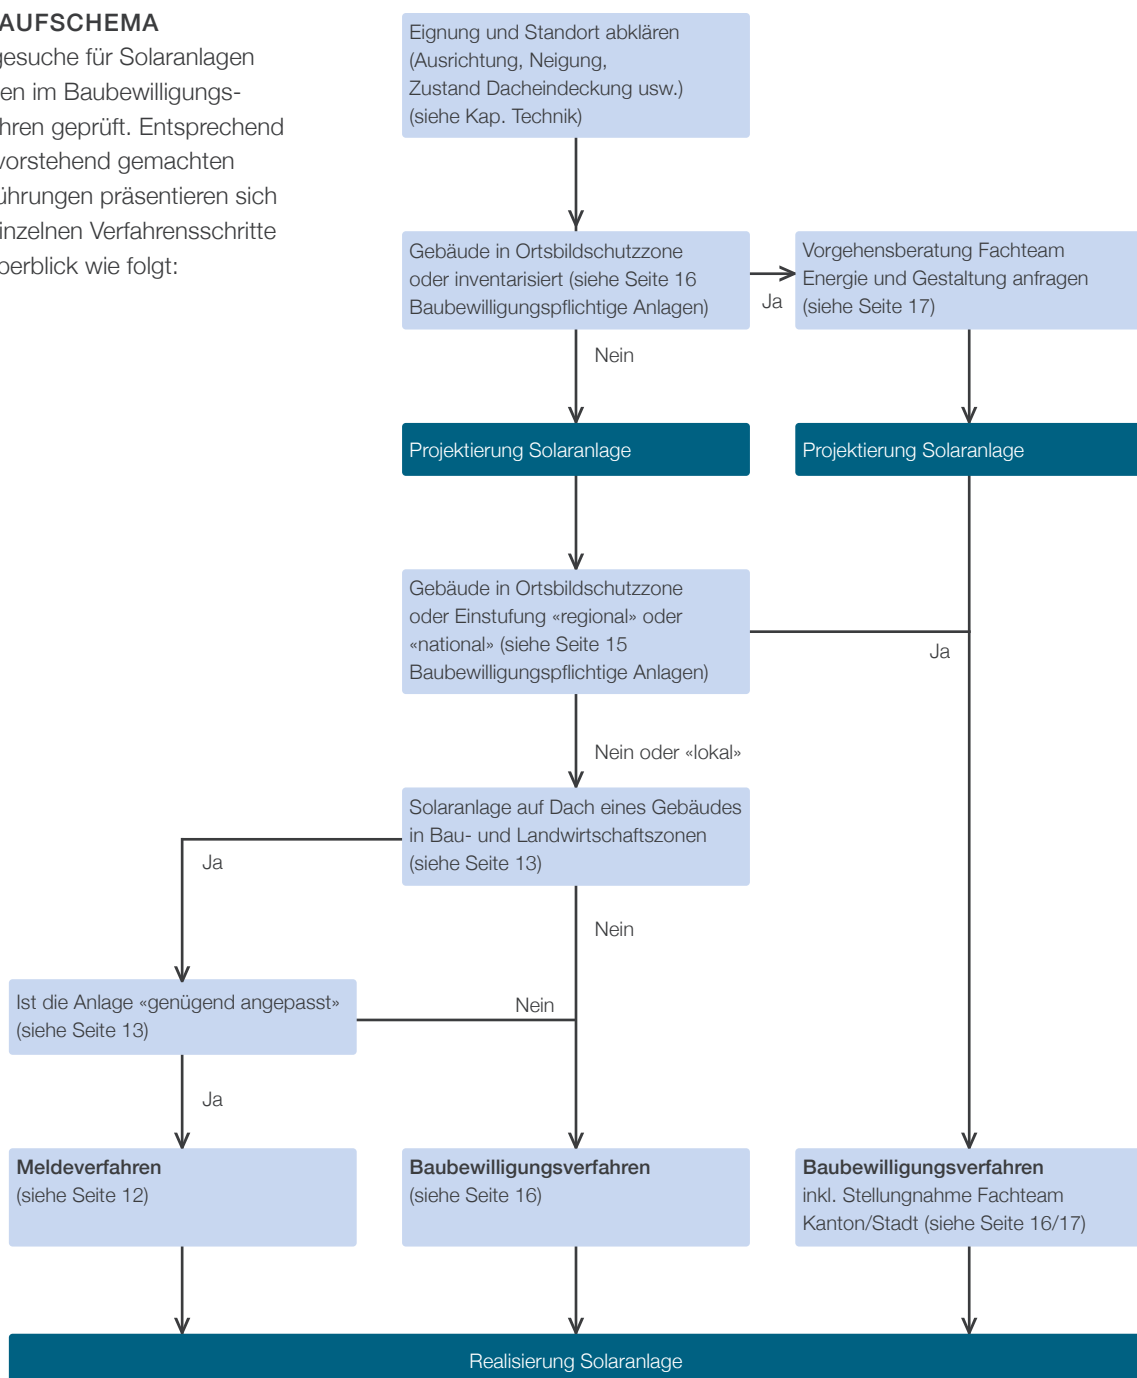 AUFSCHEMA
gesuche für Solaranlagen
en im Baubewilligungs-
hren geprüft. Entsprechend
vorstehend gemachten
ührungen präsentieren sich
inzelnen Verfahrensschritte
berblick wie folgt:
Eignung und Standort abklären
(Ausrichtung, Neigung,
Zustand Dacheindeckung usw.)
(siehe Kap. Technik)
Gebäude in Ortsbildschutzzone
oder inventarisiert (siehe Seite 16
Baubewilligungspflichtige Anlagen)
Ja
Vorgehensberatung Fachteam
Energie und Gestaltung anfragen
(siehe Seite 17)
Nein
Projektierung Solaranlage
Projektierung Solaranlage
Gebäude in Ortsbildschutzzone
oder Einstufung «regional» oder
«national» (siehe Seite 15
Baubewilligungspflichtige Anlagen)
Ja
Nein oder «lokal»
Solaranlage auf Dach eines Gebäudes
in Bau- und Landwirtschaftszonen
(siehe Seite 13)
Ja
Nein
Ist die Anlage «genügend angepasst»
(siehe Seite 13)
Nein
Ja
Meldeverfahren
(siehe Seite 12)
Baubewilligungsverfahren
(siehe Seite 16)
Baubewilligungsverfahren
inkl. Stellungnahme Fachteam
Kanton/Stadt (siehe Seite 16/17)
Realisierung Solaranlage